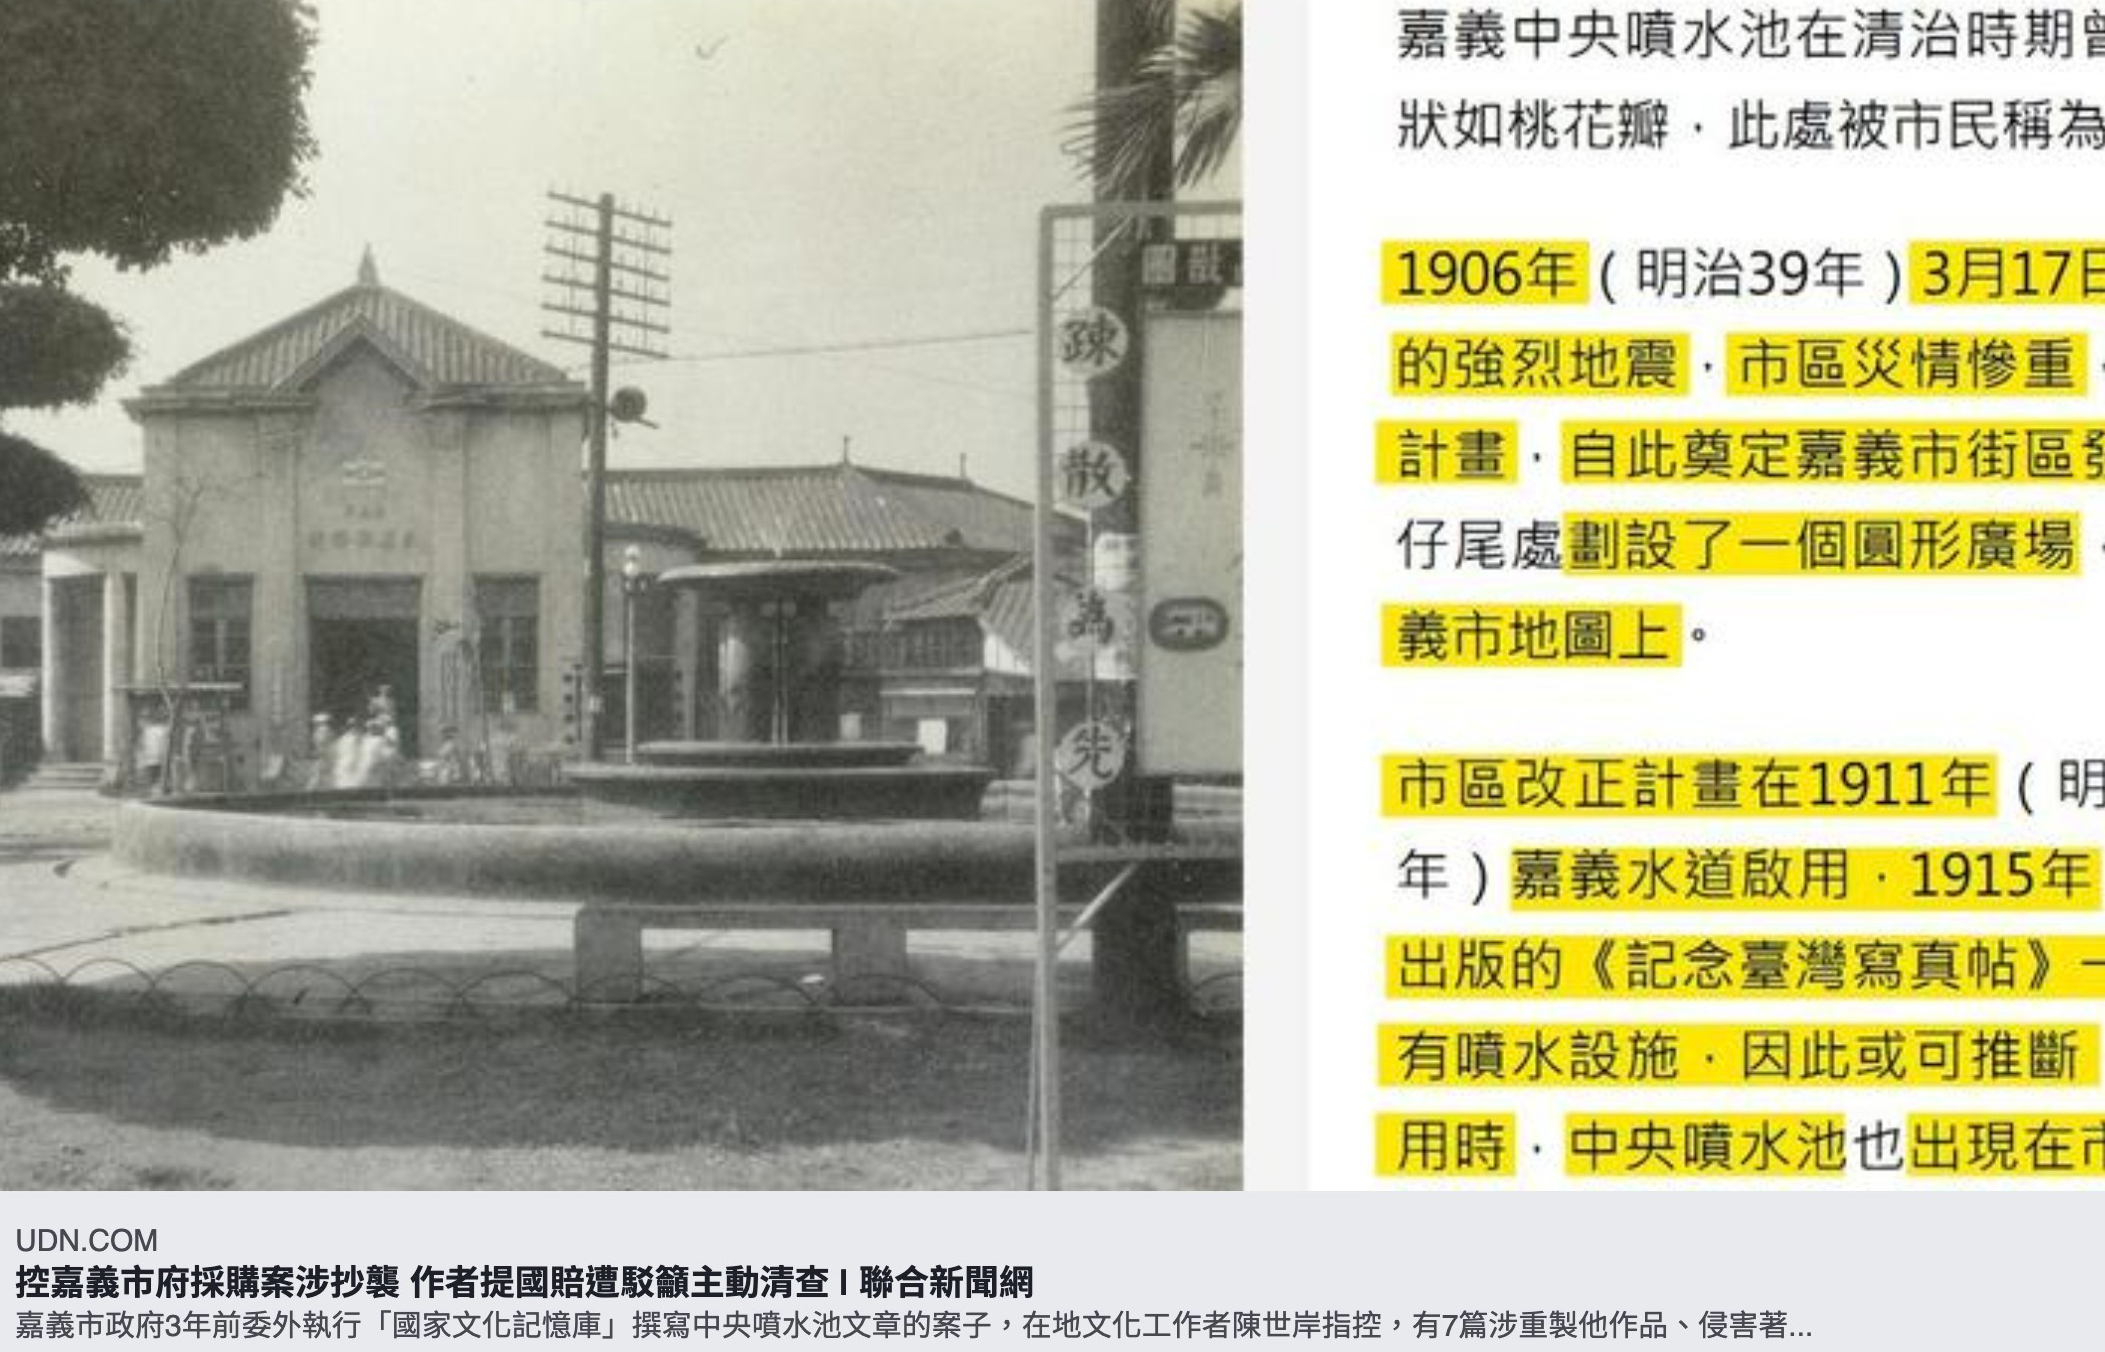 疎
散
為
先
嘉義中央噴水池在清治時期曾
狀如桃花瓣，此處被市民稱為
1906年（明治39年）3月17日
的強烈地震，市區災情慘重，
計畫，自此奠定嘉義市街區發
仔尾處劃設了一個圓形廣場，
義市地圖上。
市區改正計畫在1911年（明
年）嘉義水道啟用，1915年
出版的《記念臺灣寫真帖》一
有噴水設施，因此或可推斷
用時，中央噴水池也出現在市
UDN.COM
控嘉義市府採購案涉抄襲 作者提國賠遭駁籲主動清查 | 聯合新聞網
嘉義市政府3年前委外執行「國家文化記憶庫」撰寫中央噴水池文章的案子，在地文化工作者陳世岸指控，有7篇涉重製他作品、侵害著...